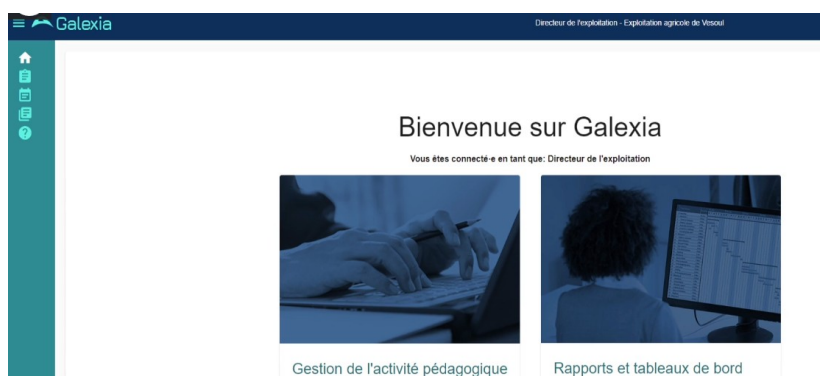 Galexia
Directeur de l'exploitation - Exploitation agricole de Vesoul
Bienvenue sur Galexia
Vous êtes connecté·e en tant que: Directeur de l'exploitation
Gestion de l'activité pédagogique
Rapports et tableaux de bord